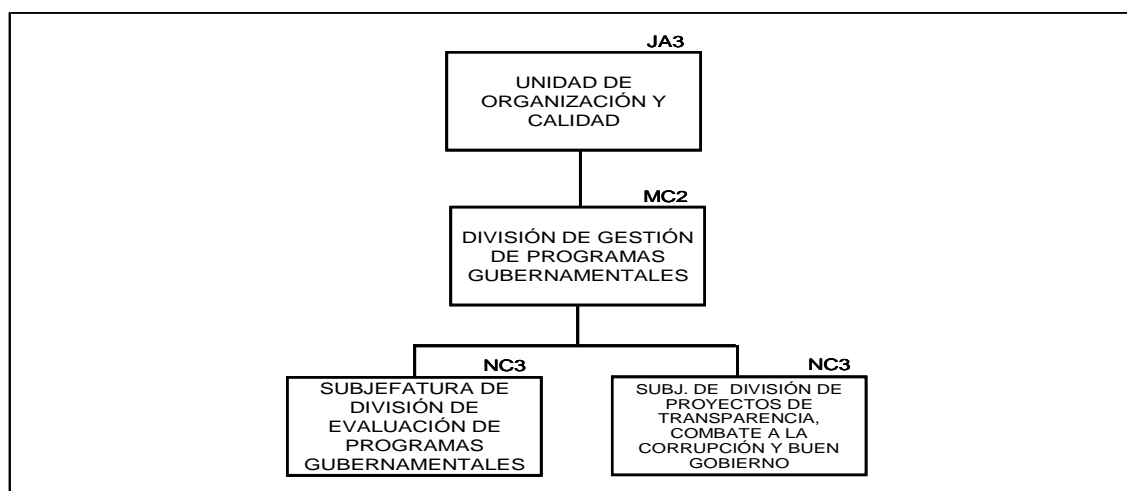 JA3
UNIDAD DE
ORGANIZACIÓN Y
CALIDAD
MC2
DIVISIÓN DE GESTIÓN
DE PROGRAMAS
GUBERNAMENTALES
NC3
SUBJEFATURA DE
DIVISIÓN DE
EVALUACIÓN DE
PROGRAMAS
GUBERNAMENTALES
NC3
SUBJ. DE DIVISIÓN DE
PROYECTOS DE
TRANSPARENCIA,
COMBATE A LA
CORRUPCIÓN Y BUEN
GOBIERNO